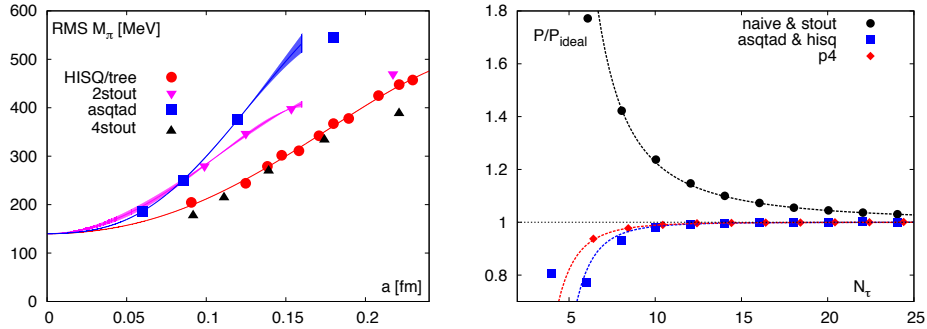 RMS M_π [MeV]
HISQ/tree
2stout
asqtad
4stout
600
500
400
300
200
100
0
0 0.05 0.1 0.15 0.2
a [fm]
P/P_ideal
naive & stout
asqtad & hisq
p4
1.8
1.6
1.4
1.2
1
0.8
5 10 15 20 25
N_τ